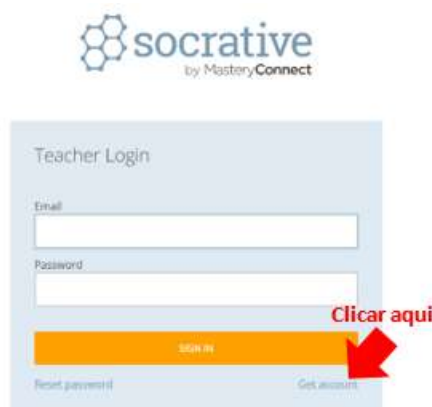 socrative
by MasteryConnect
Teacher Login
Email
Password
Clicar aqui
SIGN IN
Reset password
Get account